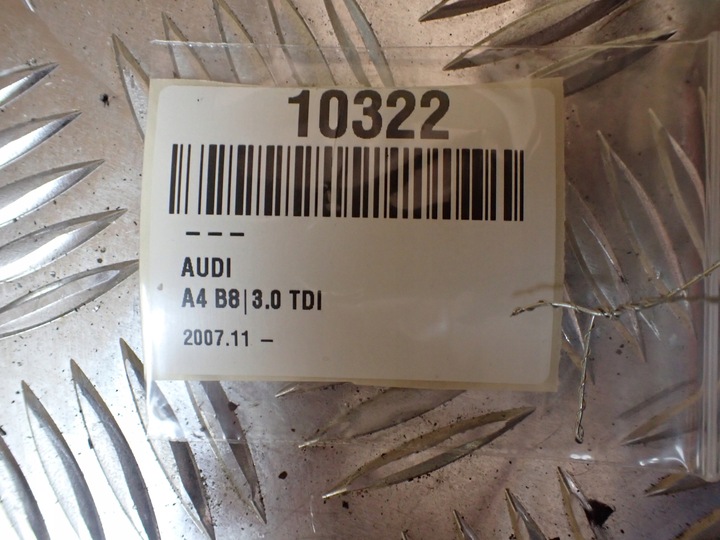 10322
– – –
AUDI
A4 B8|3.0 TDI
2007.11 –